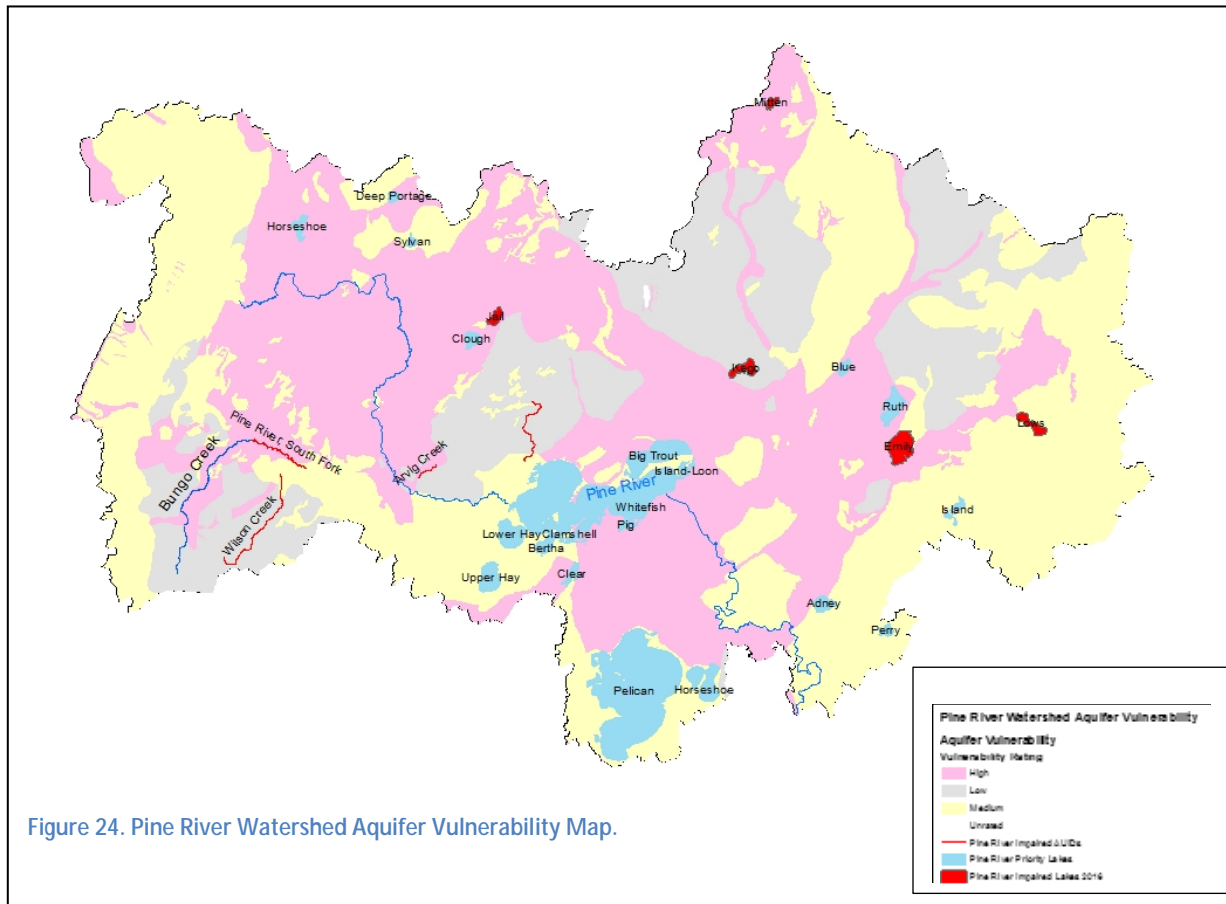 Mitten
Deep Portage
Horseshoe
Sylvan
Jail
Clough
Kego
Blue
Ruth
Lows
Emily
Pine River, South Fork
Bungo Creek
Arvig Creek
Big Trout
Island-Loon
Pine River
Whitefish
Island
Wilson Creek
Pig
Lower Hay
Clamshell
Bertha
Upper Hay
Clear
Adney
Perry
Pelican
Horseshoe
Pine River Watershed Aquifer Vulnerability
Aquifer Vulnerability
Vulnerability Rating
High
Low
Medium
Unrated
Pine River Impaired AUIDs
Pine River Priority Lakes
Pine River Impaired Lakes 2016
Figure 24. Pine River Watershed Aquifer Vulnerability Map.